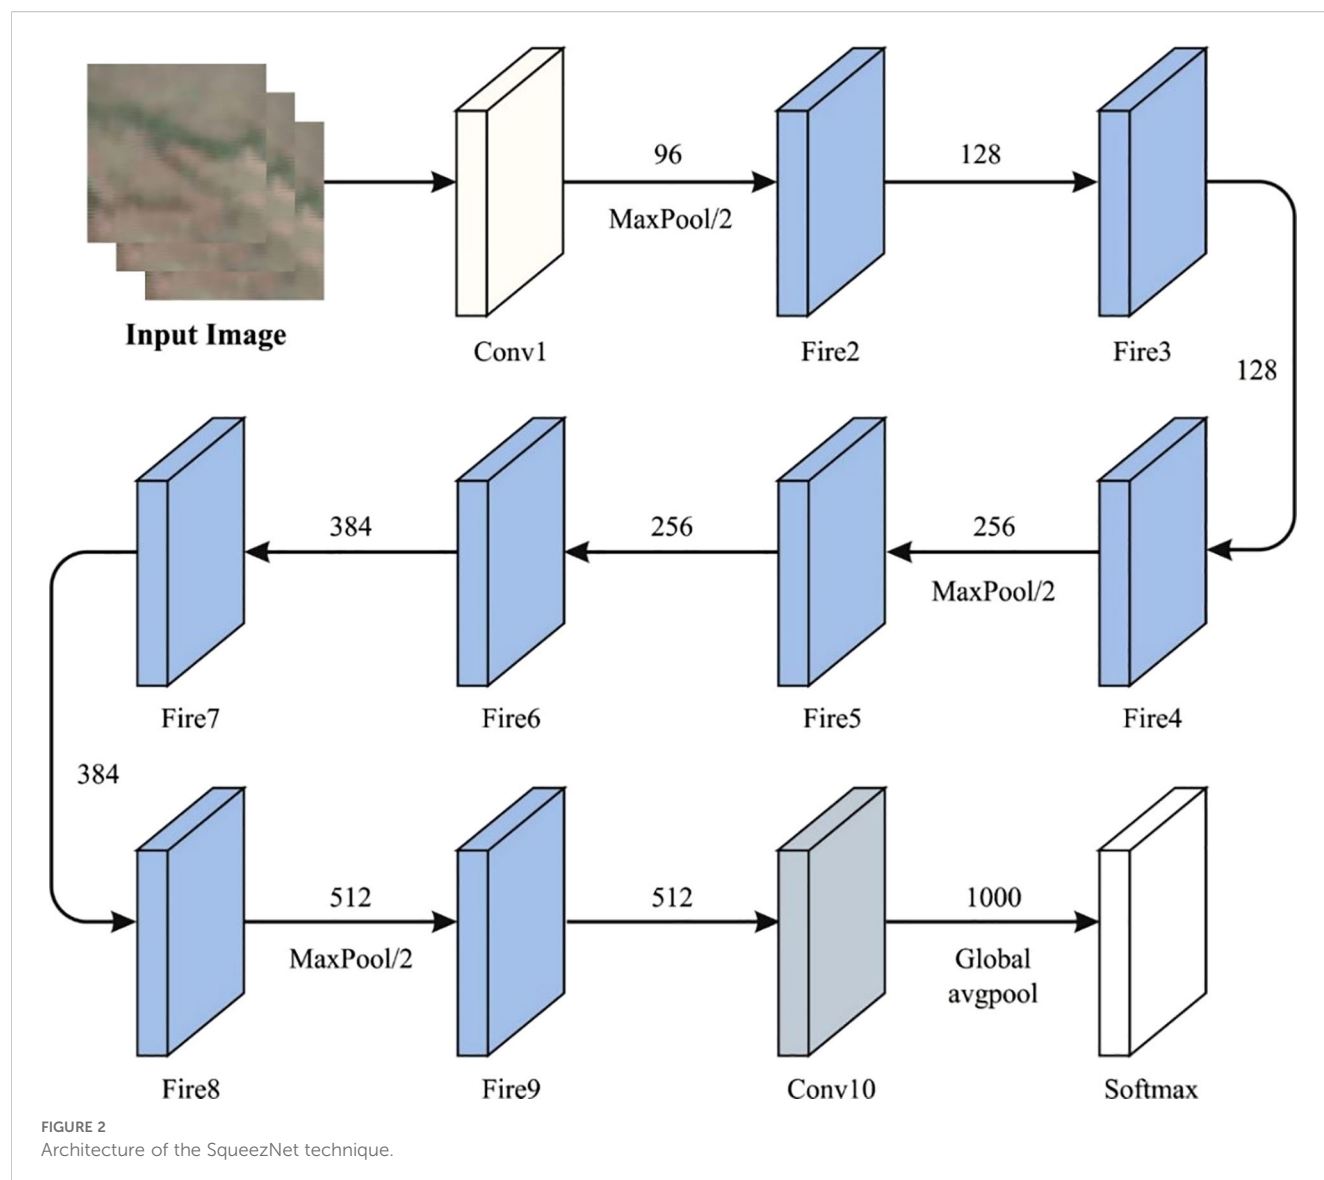 96
128
MaxPool/2
Input Image
Conv1
Fire2
Fire3
128
384
256
256
MaxPool/2
Fire7
Fire6
Fire5
Fire4
384
512
512
1000
MaxPool/2
Global
avgpool
Fire8
Fire9
Conv10
Softmax
FIGURE 2
Architecture of the SqueezNet technique.